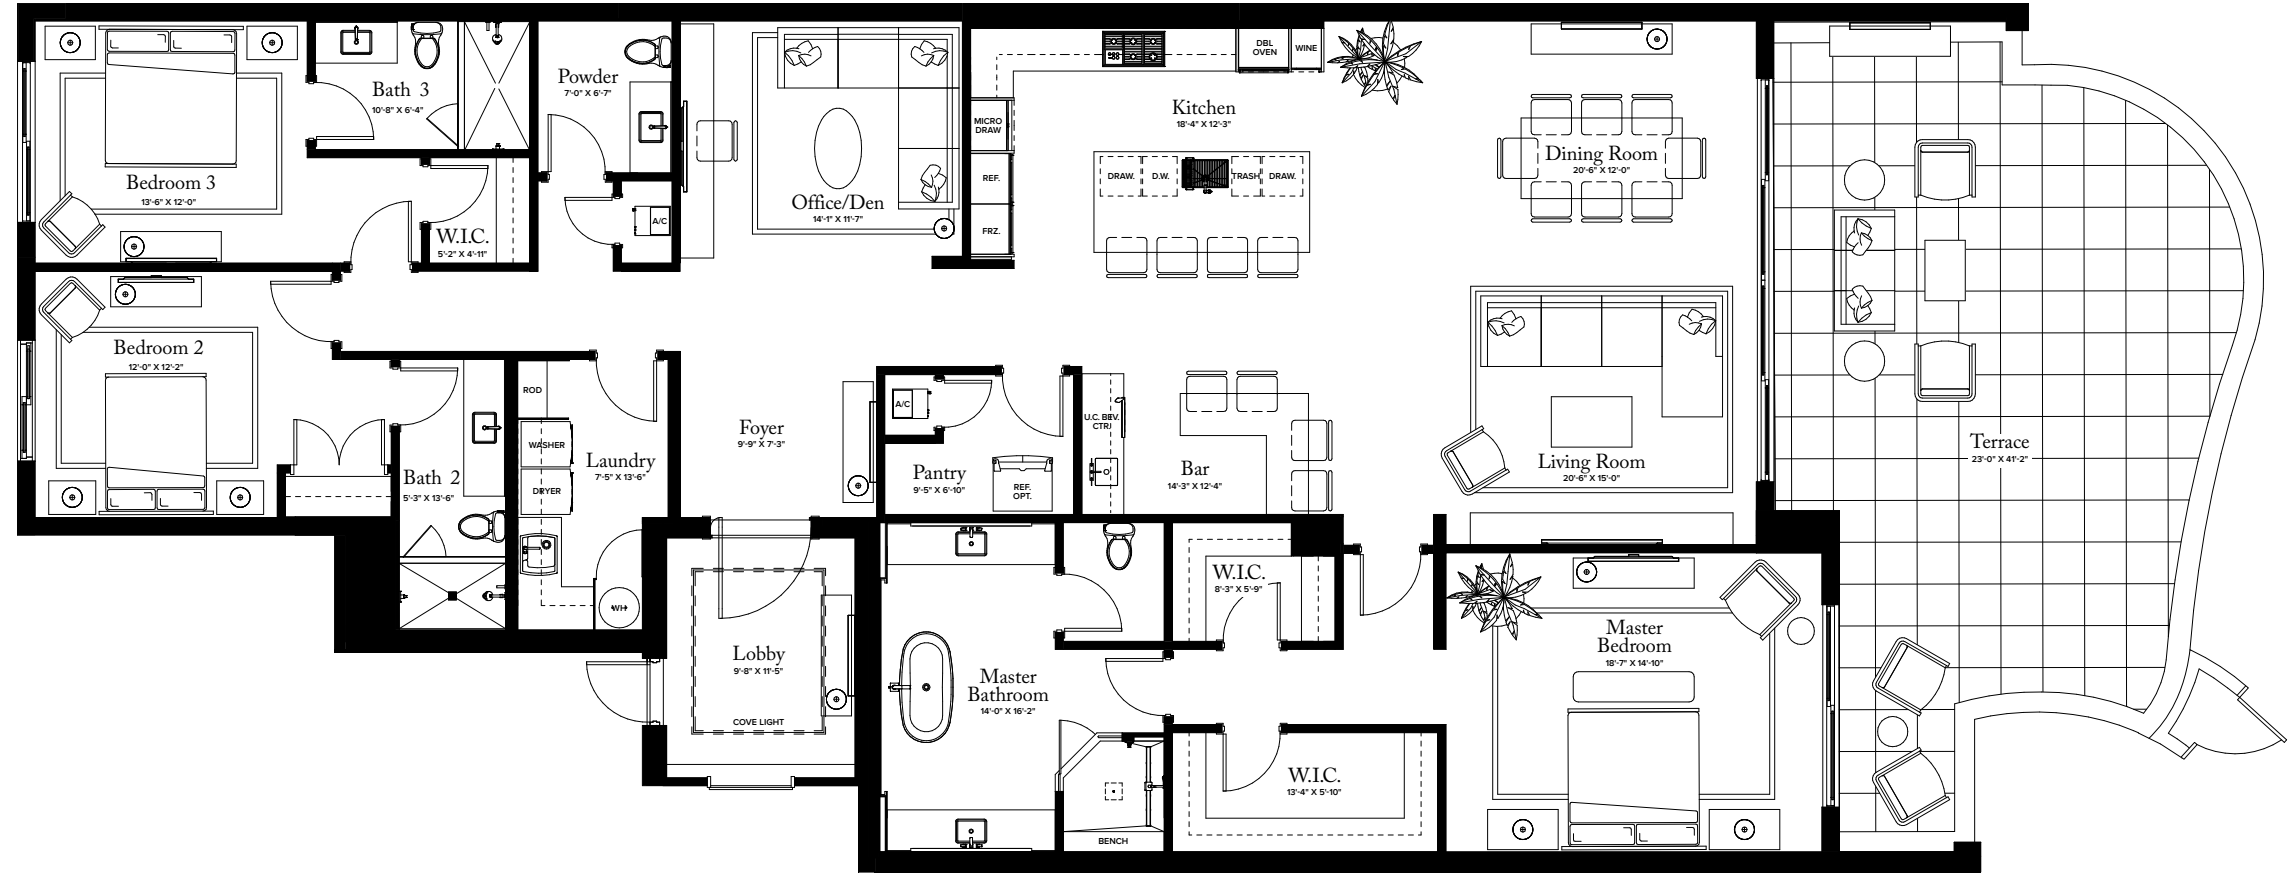 Bath 3
10'-8" X 6'-4"
Powder
7'-0" X 6'-7"
DBL
OVEN
WINE
Kitchen
18'-4" X 12'-3"
MICRO
DRAW
Bedroom 3
13'-6" X 12'-0"
W.I.C.
5'-2" X 4'-11"
A/C
Office/Den
14'-1" X 11'-7"
REF.
FRZ.
DRAW.
D.W.
TRASH
DRAW.
Dining Room
20'-6" X 12'-0"
Bedroom 2
12'-0" X 12'-2"
ROD
WASHER
DRYER
Laundry
7'-5" X 13'-6"
Bath 2
5'-3" X 13'-6"
Foyer
9'-9" X 7'-3"
A/C
Pantry
9'-5" X 6'-10"
REF.
OPT.
U.C. BEV.
CTR.
Bar
14'-3" X 12'-4"
Living Room
20'-6" X 15'-0"
Terrace
23'-0" X 41'-2"
WH
Lobby
9'-8" X 11'-5"
COVE LIGHT
Master
Bathroom
14'-0" X 16'-2"
W.I.C.
8'-3" X 5'-9"
Master
Bedroom
18'-7" X 14'-10"
W.I.C.
13'-4" X 5'-10"
BENCH